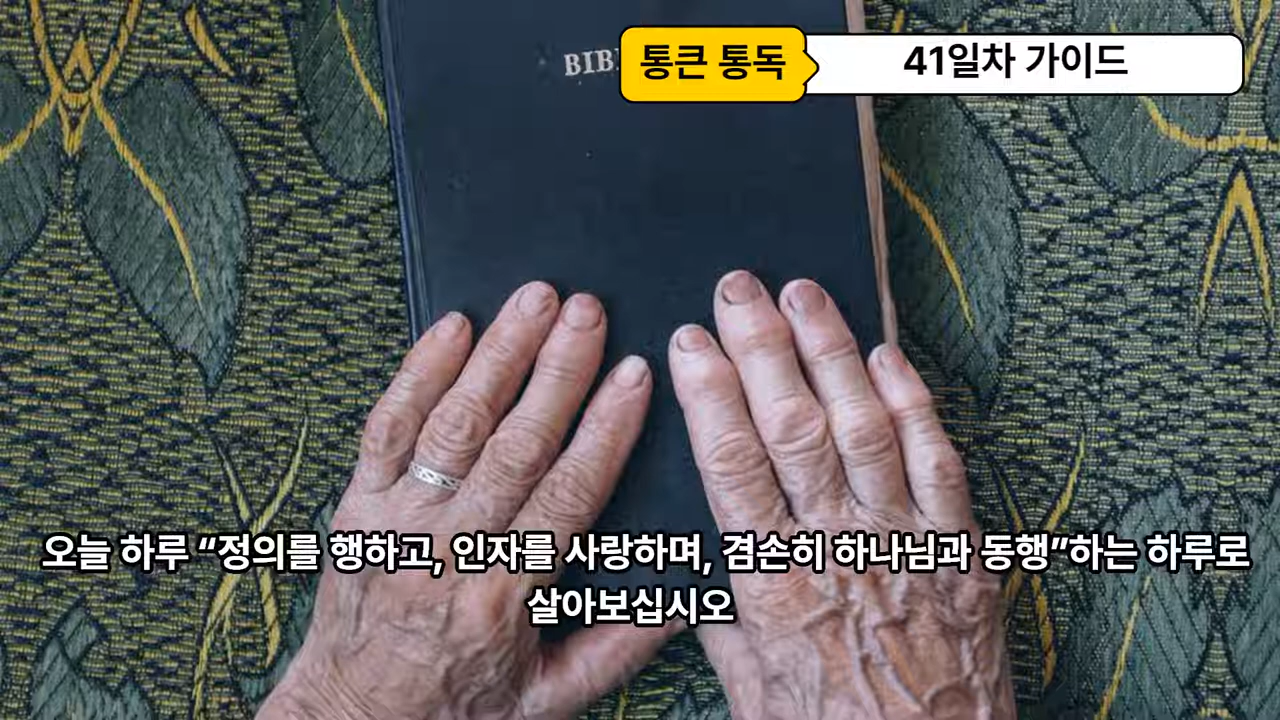 BIB
통큰 통독
41일차 가이드
오늘 하루 “정의를 행하고, 인자를 사랑하며, 겸손히 하나님과 동행”하는 하루로
살아보십시오